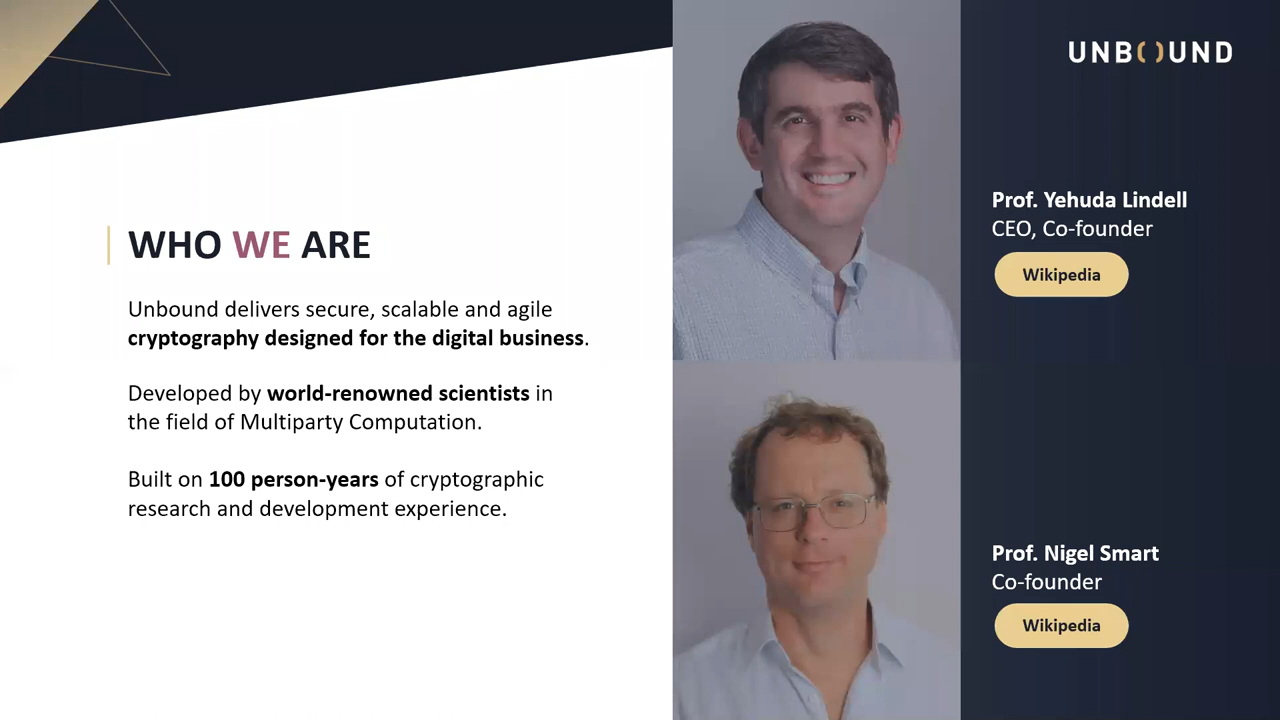 UNBOUND
WHO WE ARE
Unbound delivers secure, scalable and agile
cryptography designed for the digital business.
Developed by world-renowned scientists in
the field of Multiparty Computation.
Built on 100 person-years of cryptographic
research and development experience.
Prof. Yehuda Lindell
CEO, Co-founder
Wikipedia
Prof. Nigel Smart
Co-founder
Wikipedia